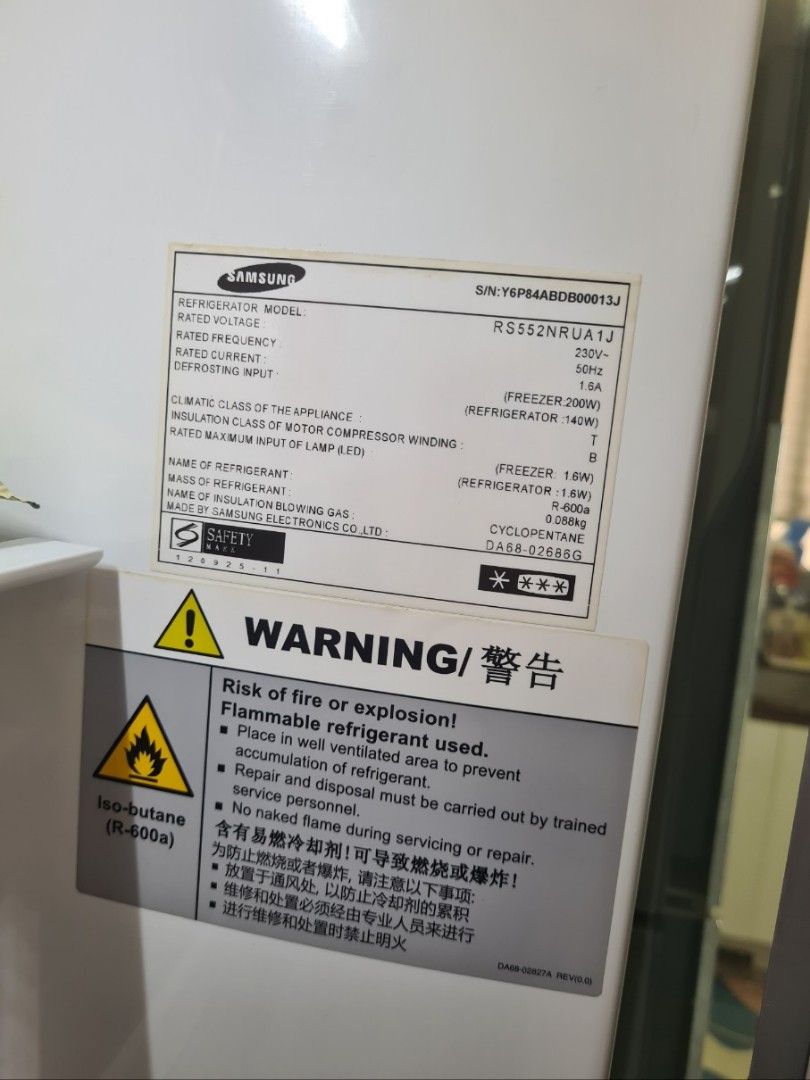 SAMSUNG
S/N:Y6P84ABDB00013J
REFRIGERATOR MODEL: RS552NRUA1J
RATED VOLTAGE : 230V~
RATED FREQUENCY : 50Hz
RATED CURRENT : 1.6A
DEFROSTING INPUT : (FREEZER:200W)
(REFRIGERATOR :140W)
CLIMATIC CLASS OF THE APPLIANCE : T
INSULATION CLASS OF MOTOR COMPRESSOR WINDING : B
RATED MAXIMUM INPUT OF LAMP (LED) : (FREEZER: 1.6W)
(REFRIGERATOR : 1.6W)
NAME OF REFRIGERANT : R-600a
MASS OF REFRIGERANT : 0.088kg
NAME OF INSULATION BLOWING GAS : CYCLOPENTANE
MADE BY SAMSUNG ELECTRONICS CO.,LTD : DA68-02686G
SAFETY
MARK
120925-11
WARNING/警告
Risk of fire or explosion!
Flammable refrigerant used.
▪ Place in well ventilated area to prevent
accumulation of refrigerant.
▪ Repair and disposal must be carried out by trained
service personnel.
▪ No naked flame during servicing or repair.
Iso-butane
(R-600a)
含有易燃冷却剂!可导致燃烧或爆炸!
为防止燃烧或者爆炸, 请注意以下事项:
▪ 放置于通风处, 以防止冷却剂的累积
▪ 维修和处置必须经由专业人员来进行
▪ 进行维修和处置时禁止明火
DA68-02827A REV(0.0)